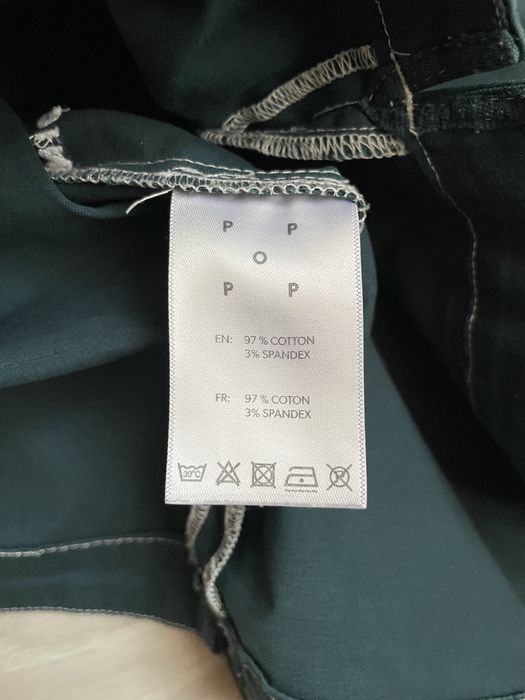 P P
O
P P
EN: 97 % COTTON
3% SPANDEX
FR: 97 % COTON
3% SPANDEX
30°C